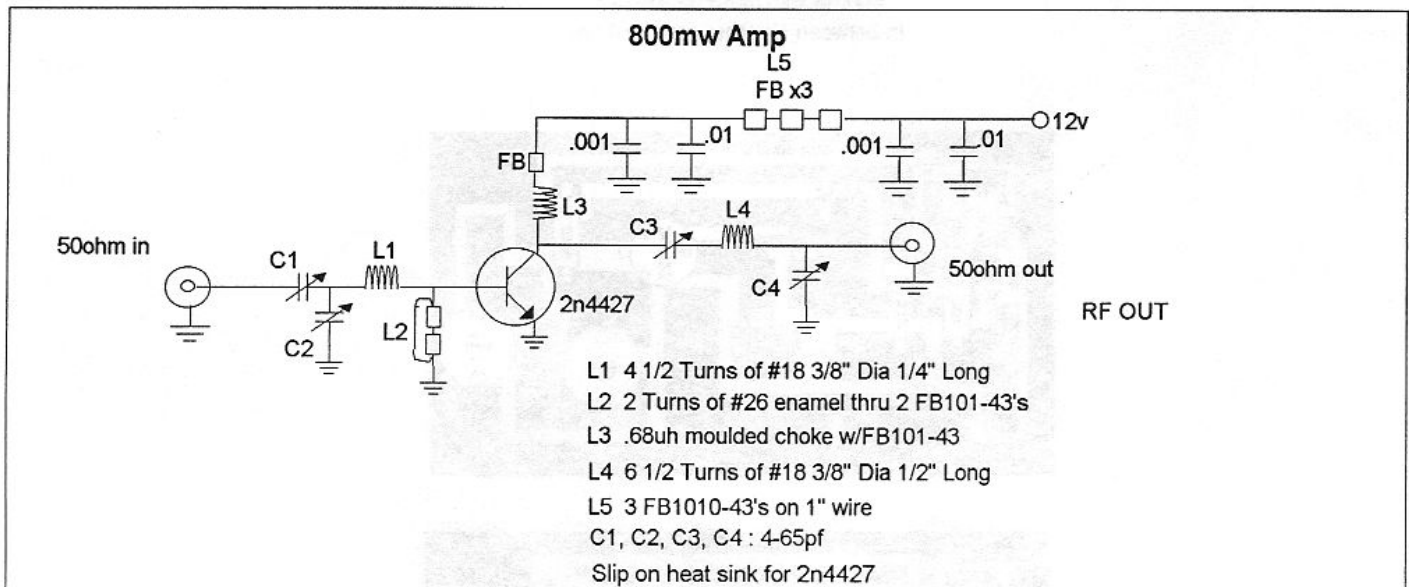 800mw Amp
L5
FB x3
12v
.001
.01
.001
.01
FB
L3
C3
L4
50ohm in
C1
L1
50ohm out
C4
2n4427
RF OUT
L2
C2
L1 4 1/2 Turns of #18 3/8" Dia 1/4" Long
L2 2 Turns of #26 enamel thru 2 FB101-43's
L3 .68uh moulded choke w/FB101-43
L4 6 1/2 Turns of #18 3/8" Dia 1/2" Long
L5 3 FB1010-43's on 1" wire
C1, C2, C3, C4 : 4-65pf
Slip on heat sink for 2n4427